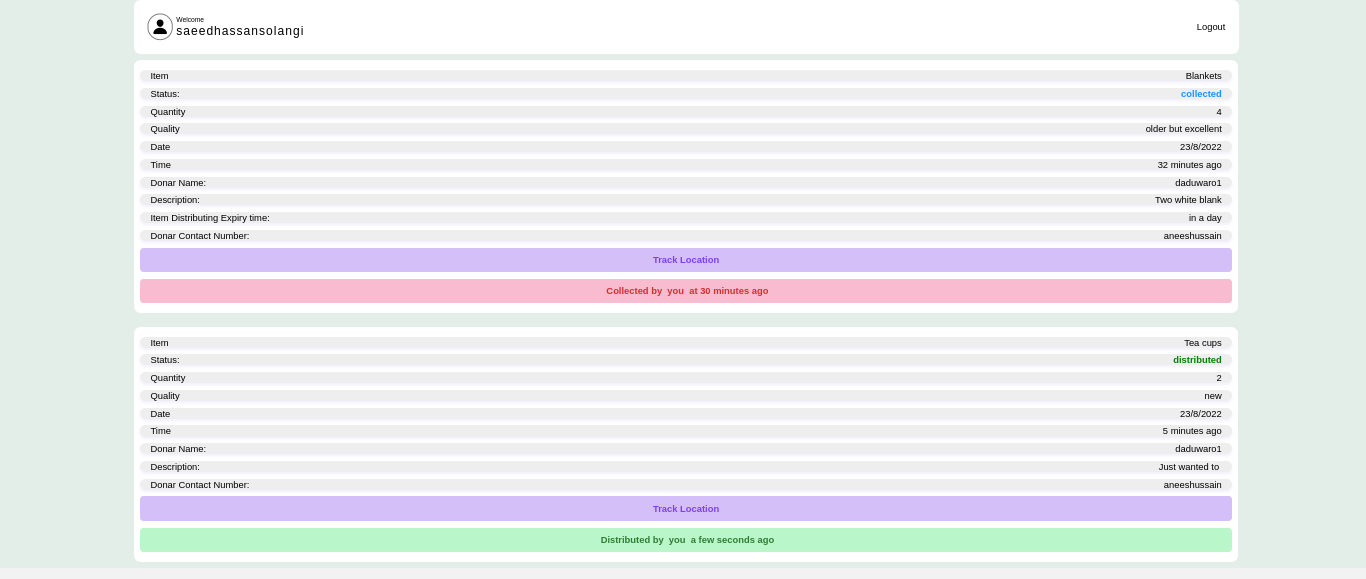 Welcome
saeedhassansolangi
Logout
Item Blankets
Status: collected
Quantity 4
Quality older but excellent
Date 23/8/2022
Time 32 minutes ago
Donar Name: daduwaro1
Description: Two white blank
Item Distributing Expiry time: in a day
Donar Contact Number: aneeshussain
Track Location
Collected by you at 30 minutes ago
Item Tea cups
Status: distributed
Quantity 2
Quality new
Date 23/8/2022
Time 5 minutes ago
Donar Name: daduwaro1
Description: Just wanted to
Donar Contact Number: aneeshussain
Track Location
Distributed by you a few seconds ago